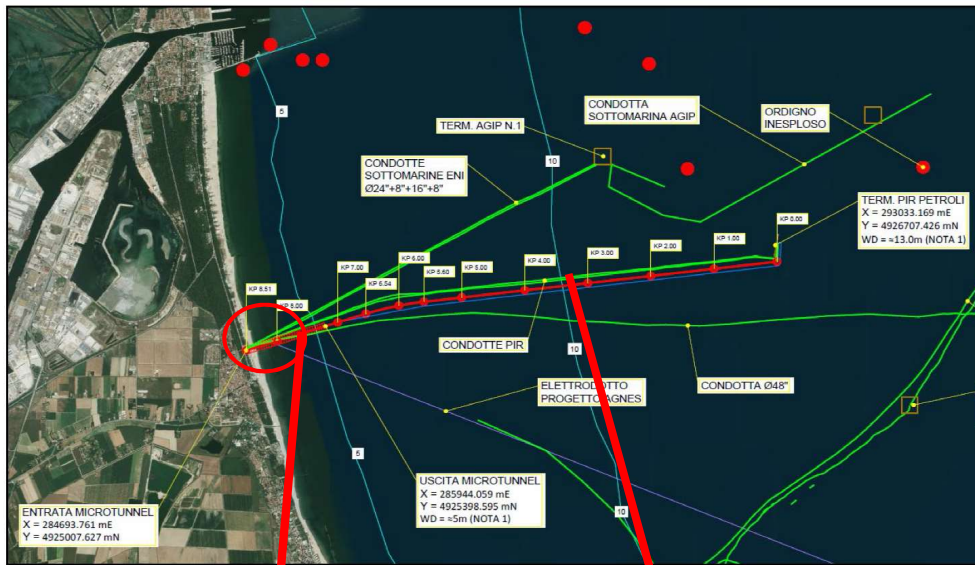 5
TERM. AGIP N.1
CONDOTTA
SOTTOMARINA AGIP
ORDIGNO
INESPLOSO
10
CONDOTTE
SOTTOMARINE ENI
Ø24"+8"+16"+8"
TERM. PIR PETROLI
X = 293033.169 mE
Y = 4926707.426 mN
WD = ≈13.0m (NOTA 1)
KP 0.00
KP 1.00
KP 2.00
KP 3.00
KP 4.00
KP 5.00
KP 5.60
KP 6.00
KP 6.54
KP 7.00
KP 8.00
KP 8.51
CONDOTTE PIR
10
CONDOTTA Ø48"
ELETTRODOTTO
PROGETTO AGNES
5
USCITA MICROTUNNEL
X = 285944.059 mE
Y = 4925398.595 mN
WD = ≈5m (NOTA 1)
10
ENTRATA MICROTUNNEL
X = 284693.761 mE
Y = 4925007.627 mN